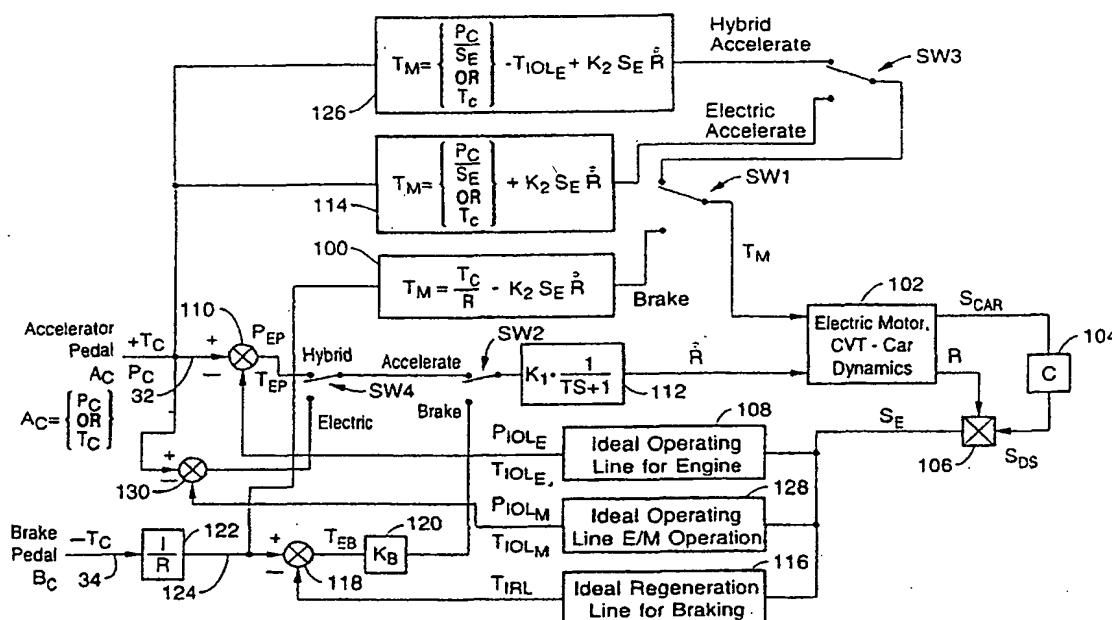 Hybrid
Accelerate
SW3
T_M = { P_C / S_E OR T_C } - T_IOL_E + K_2 S_E R̂̇
126
Electric
Accelerate
T_M = { P_C / S_E OR T_C } + K_2 S_E R̂̇
114
SW1
100
T_M = T_C / R - K_2 S_E R̂̇
Brake
T_M
110
102
S_CAR
104
Electric Motor,
CVT - Car
Dynamics
R
C
Accelerator
Pedal
+T_C
A_C P_C
32
+
−
P_EP
T_EP
Hybrid
SW4
Accelerate
SW2
K_1 · 1 / TS+1
112
R̂̇
A_C = { P_C OR T_C }
Electric
Brake
108
P_IOL_E
T_IOL_E,
Ideal Operating
Line for Engine
S_E
106
S_DS
+
−
130
128
P_IOL_M
T_IOL_M
Ideal Operating
Line E/M Operation
Brake
Pedal
B_C
−T_C
34
I / R
122
124
+
−
118
T_EB
120
K_B
116
T_IRL
Ideal Regeneration
Line for Braking